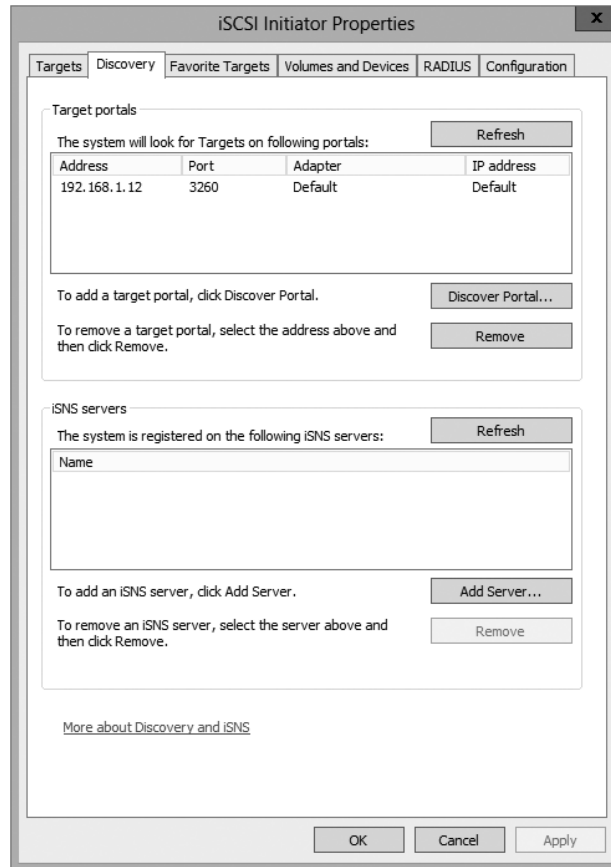 iSCSI Initiator Properties
x
Targets Discovery Favorite Targets Volumes and Devices RADIUS Configuration
Target portals
The system will look for Targets on following portals:
Refresh
Address Port Adapter IP address
192.168.1.12 3260 Default Default
To add a target portal, click Discover Portal.
Discover Portal...
To remove a target portal, select the address above and
then click Remove.
Remove
iSNS servers
The system is registered on the following iSNS servers:
Refresh
Name
To add an iSNS server, click Add Server.
Add Server...
To remove an iSNS server, select the server above and
then click Remove.
Remove
More about Discovery and iSNS
OK Cancel Apply